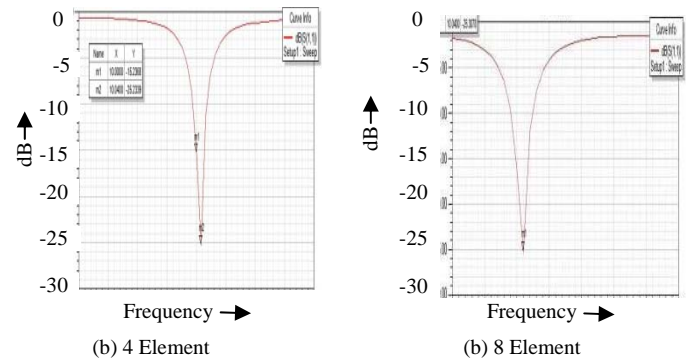 0
-5
-10
-15
-20
-25
-30
dB
Curve Info
dB(S(1,1))
Setup1 : Sweep
Name X Y
m1
m2
m1
m2
Frequency
(b) 4 Element
0
-5
-10
-15
-20
-25
-30
dB
Curve Info
dB(S(1,1))
Setup1 : Sweep
Frequency
(b) 8 Element